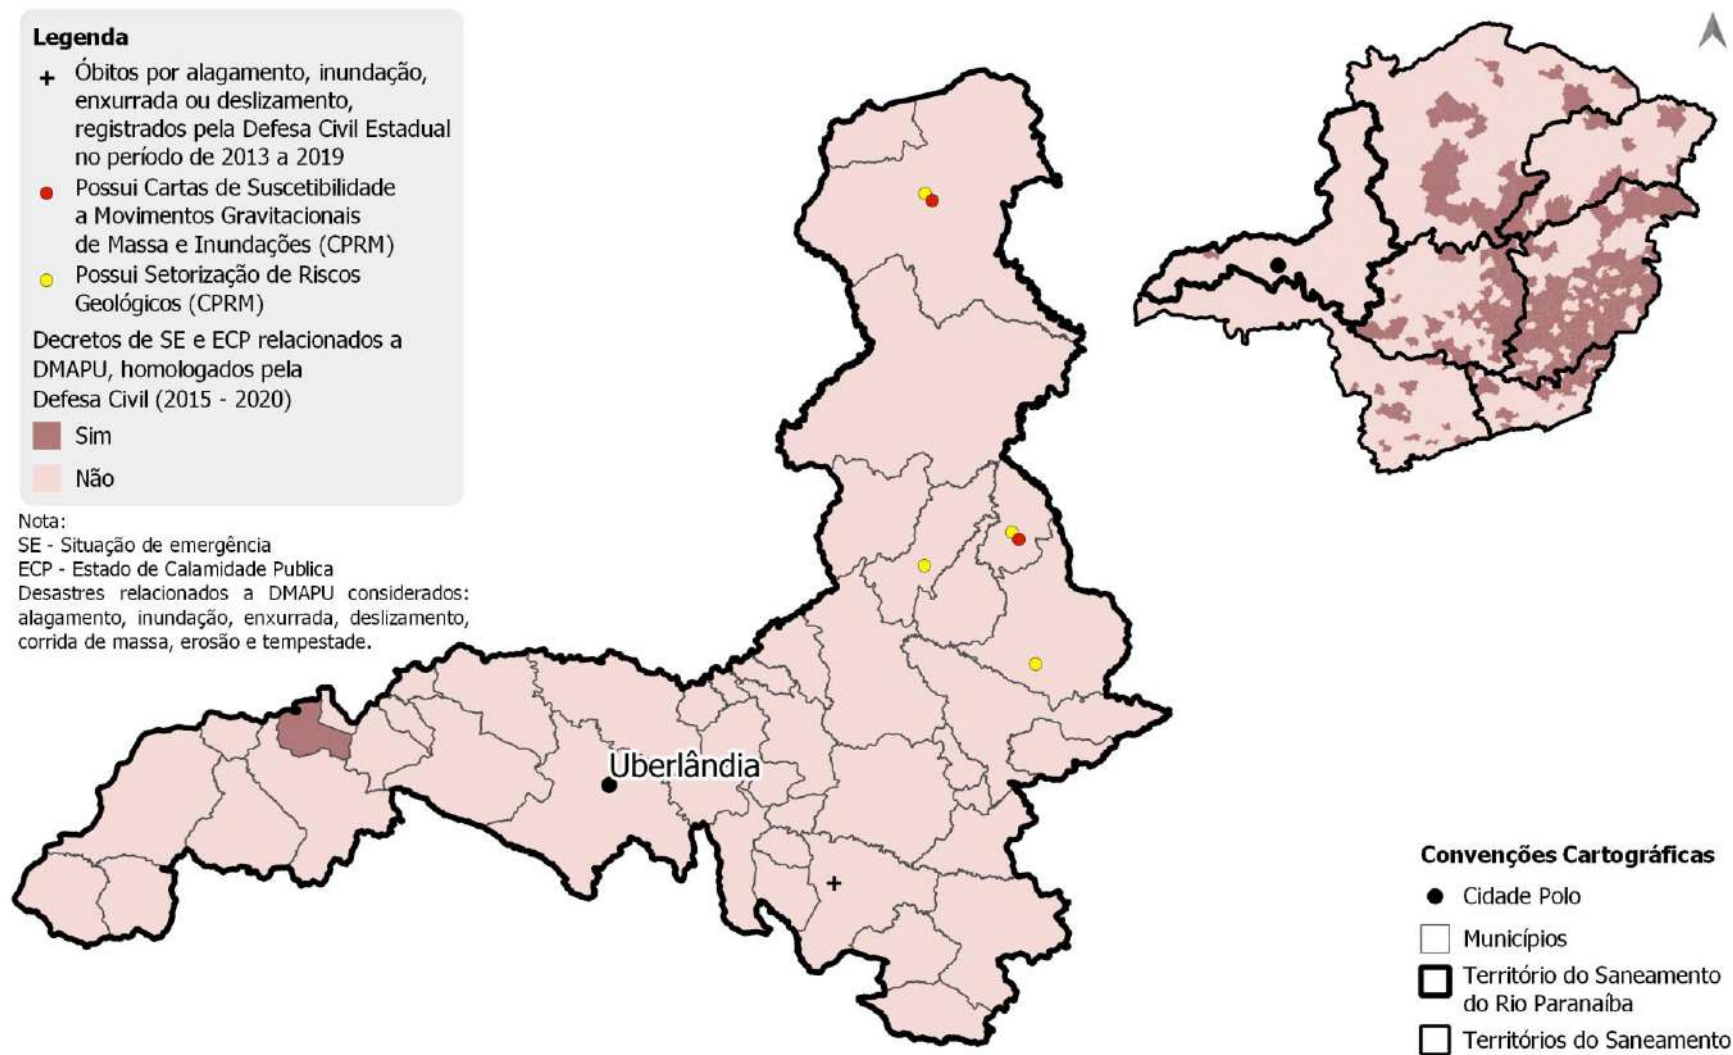 Legenda
Óbitos por alagamento, inundação,
enxurrada ou deslizamento,
registrados pela Defesa Civil Estadual
no período de 2013 a 2019
Possui Cartas de Suscetibilidade
a Movimentos Gravitacionais
de Massa e Inundações (CPRM)
Possui Setorização de Riscos
Geológicos (CPRM)
Decretos de SE e ECP relacionados a
DMAPU, homologados pela
Defesa Civil (2015 - 2020)
Sim
Não
Nota:
SE - Situação de emergência
ECP - Estado de Calamidade Publica
Desastres relacionados a DMAPU considerados:
alagamento, inundação, enxurrada, deslizamento,
corrida de massa, erosão e tempestade.
Uberlândia
Convenções Cartográficas
Cidade Polo
Municípios
Território do Saneamento
do Rio Paranaíba
Territórios do Saneamento